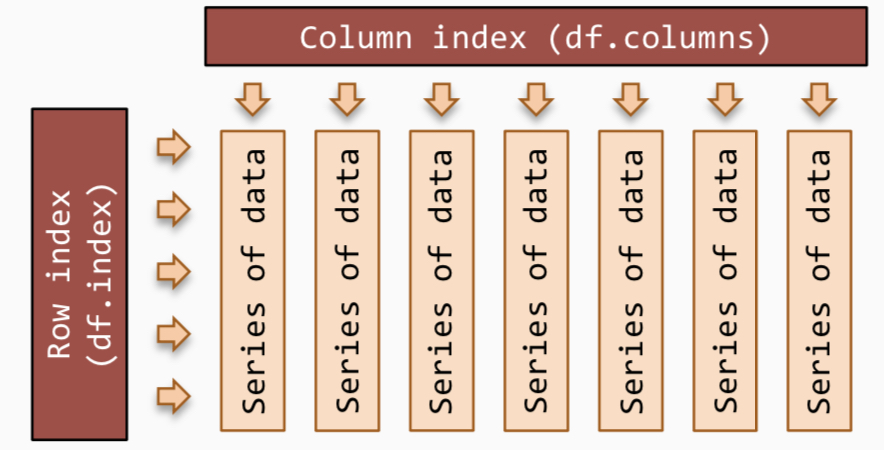 Column index (df.columns)
Row index
(df.index)
Series of data
Series of data
Series of data
Series of data
Series of data
Series of data
Series of data